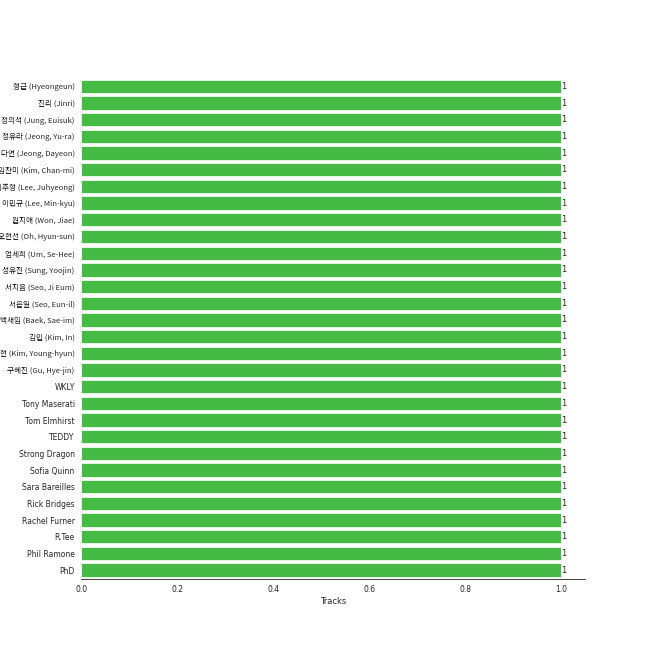 형근 (Hyeongeun) 1
진리 (Jinri) 1
정의석 (Jung, Euisuk) 1
정유라 (Jeong, Yu-ra) 1
다연 (Jeong, Dayeon) 1
김찬미 (Kim, Chan-mi) 1
주형 (Lee, Juhyeong) 1
이민규 (Lee, Min-kyu) 1
원지애 (Won, Jiae) 1
오현선 (Oh, Hyun-sun) 1
엄세희 (Um, Se-Hee) 1
성유진 (Sung, Yoojin) 1
서지음 (Seo, Ji Eum) 1
서은일 (Seo, Eun-il) 1
백새임 (Baek, Sae-im) 1
김인 (Kim, In) 1
현 (Kim, Young-hyun) 1
구혜진 (Gu, Hye-jin) 1
WKLY 1
Tony Maserati 1
Tom Elmhirst 1
TEDDY 1
Strong Dragon 1
Sofia Quinn 1
Sara Bareilles 1
Rick Bridges 1
Rachel Furner 1
R.Tee 1
Phil Ramone 1
PhD 1
0.0 0.2 0.4 0.6 0.8 1.0
Tracks